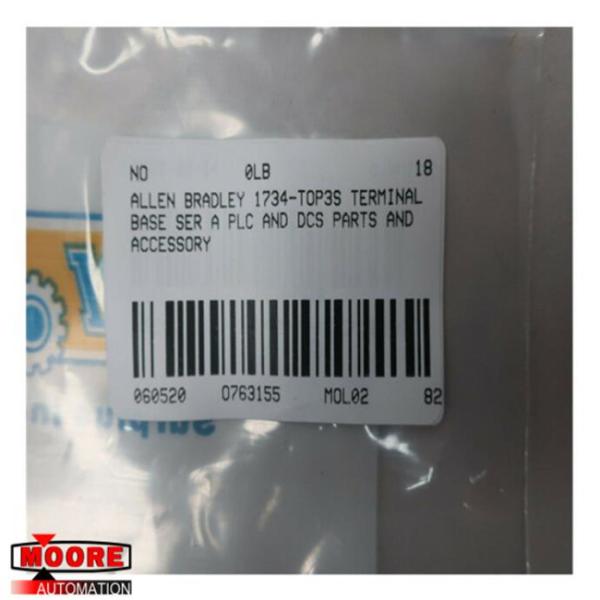 NO 0LB 18
ALLEN BRADLEY 1734-TOP3S TERMINAL
BASE SER A PLC AND DCS PARTS AND
ACCESSORY
060520 0763155 MOL02 82
MOORE
AUTOMATION